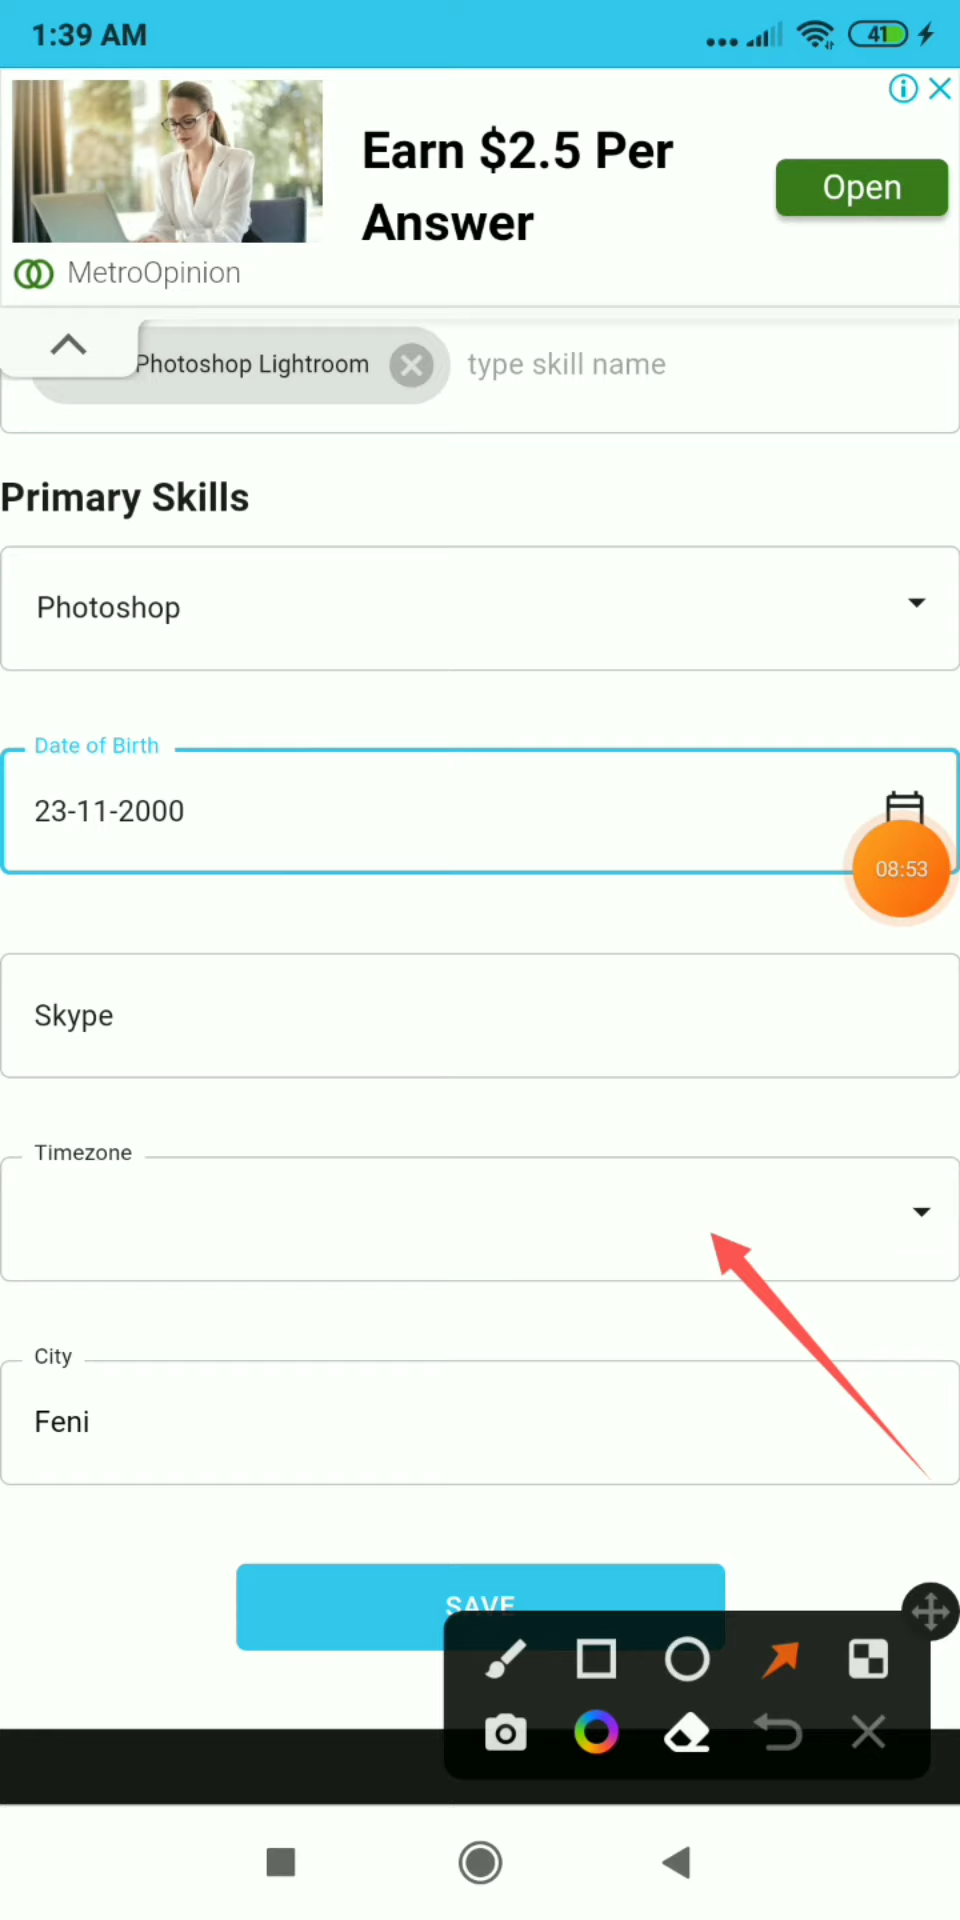 1:39 AM
41
Earn $2.5 Per
Answer
Open
MetroOpinion
Photoshop Lightroom
type skill name
Primary Skills
Photoshop
Date of Birth
23-11-2000
08:53
Skype
Timezone
City
Feni
SAVE